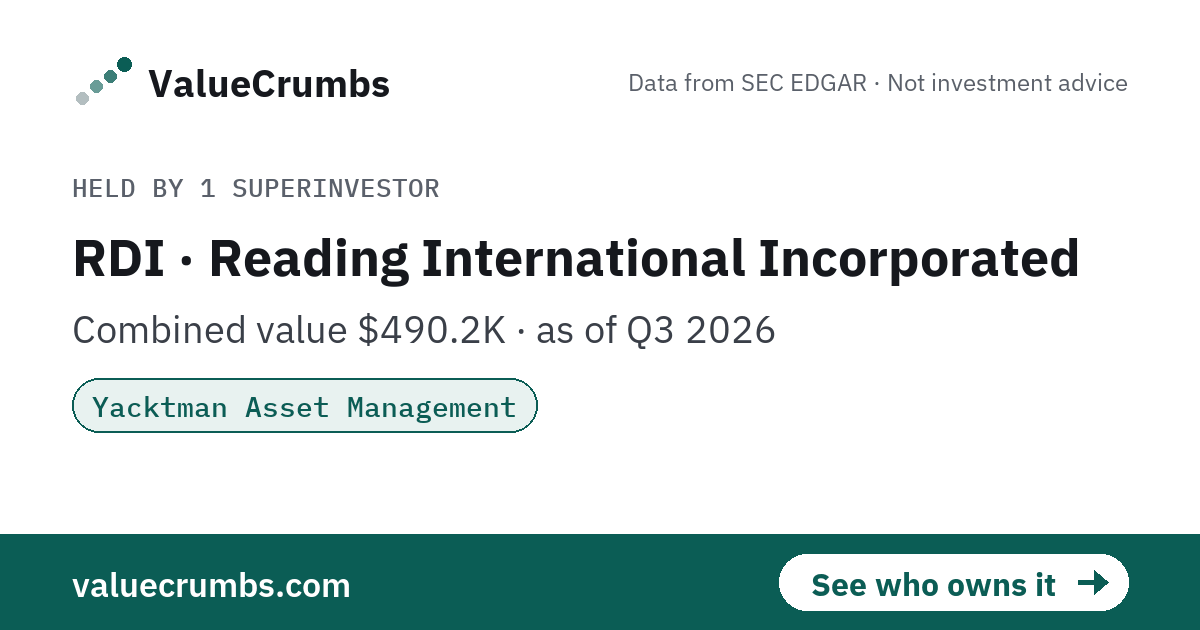 ValueCrumbs
Data from SEC EDGAR · Not investment advice
HELD BY 1 SUPERINVESTOR
RDI · Reading International Incorporated
Combined value $490.2K · as of Q3 2026
Yacktman Asset Management
valuecrumbs.com
See who owns it →